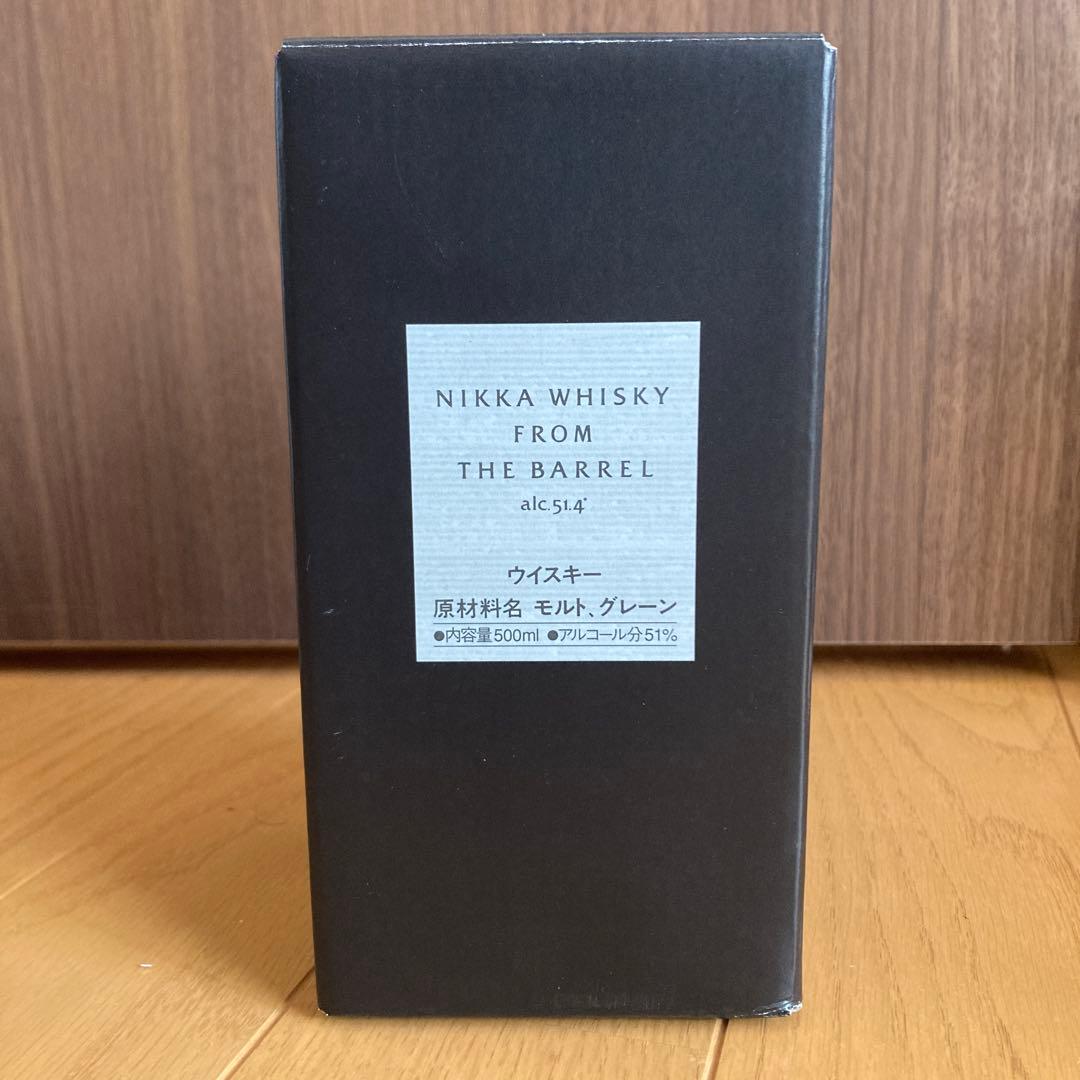 NIKKA WHISKY
FROM
THE BARREL
alc.51.4°
ウイスキー
原材料名 モルト、グレーン
●内容量500ml ●アルコール分51%